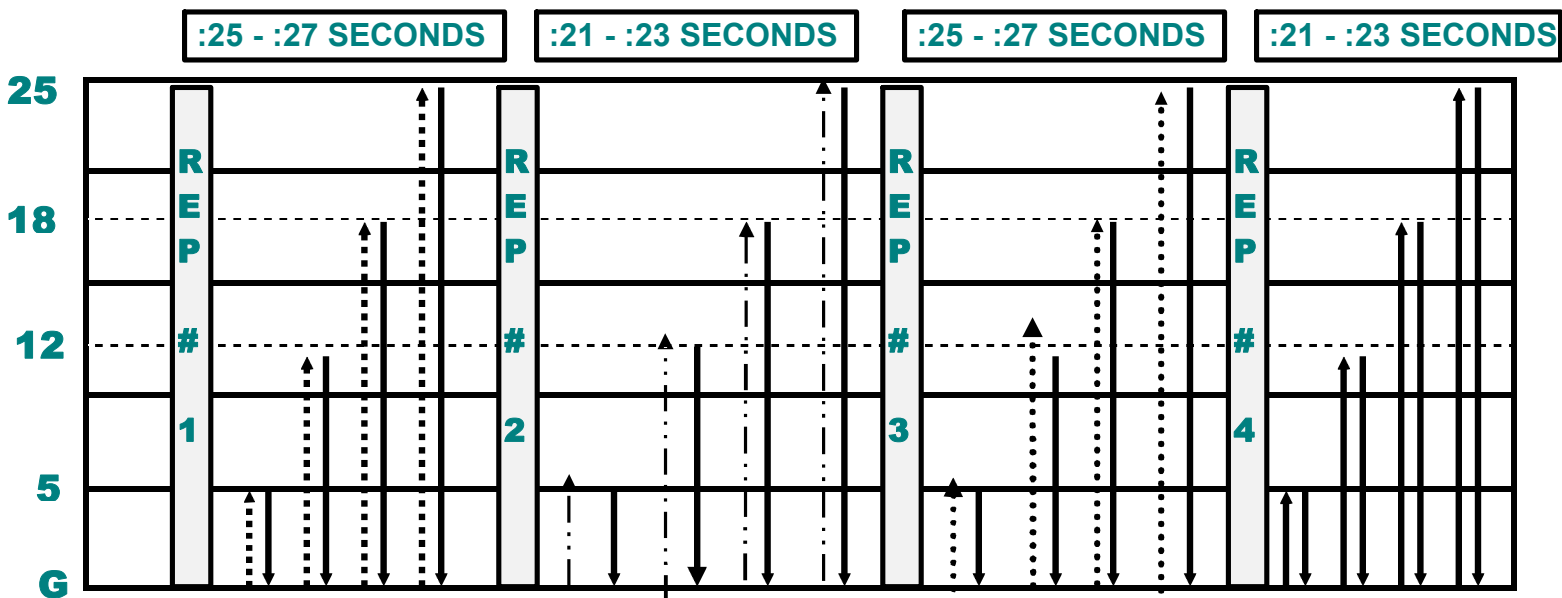 :25 - :27 SECONDS
:21 - :23 SECONDS
:25 - :27 SECONDS
:21 - :23 SECONDS
25
18
12
5
G
REP #1
REP #2
REP #3
REP #4